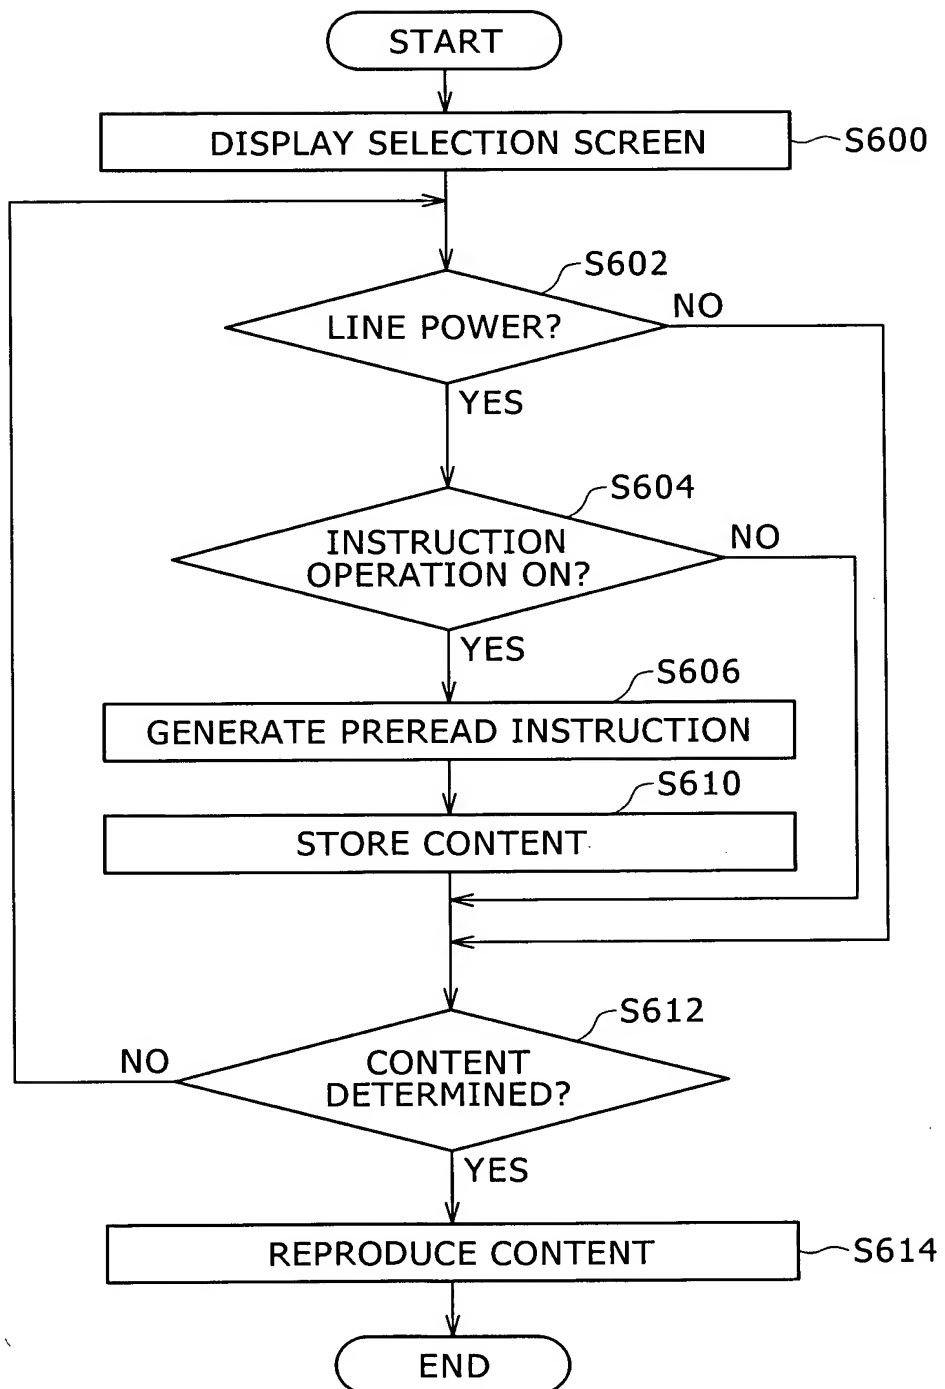 START
DISPLAY SELECTION SCREEN
S600
S602
LINE POWER?
NO
YES
S604
INSTRUCTION
OPERATION ON?
NO
YES
S606
GENERATE PREREAD INSTRUCTION
S610
STORE CONTENT
S612
CONTENT
DETERMINED?
NO
YES
REPRODUCE CONTENT
S614
END